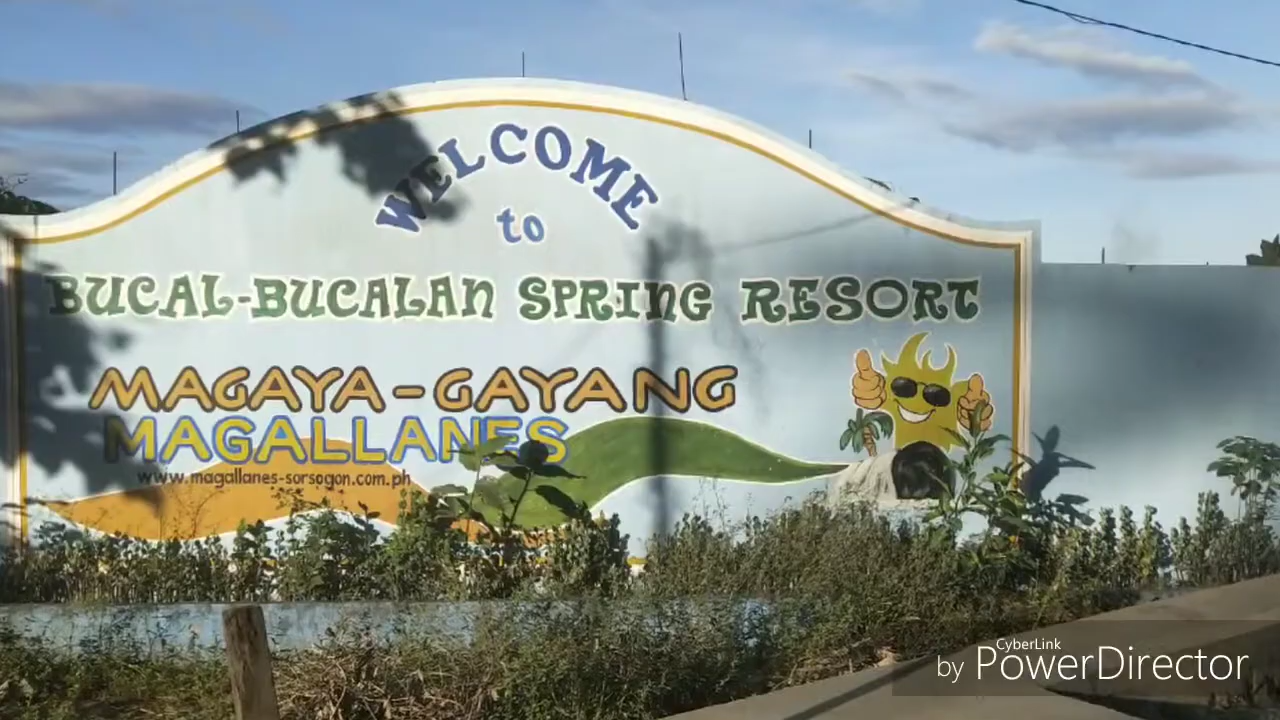 WELCOME
to
BUCAL-BUCALAN SPRING RESORT
MAGAYA-GAYANG
MAGALLANES
www.magallanes-sorsogon.com.ph
CyberLink
by PowerDirector